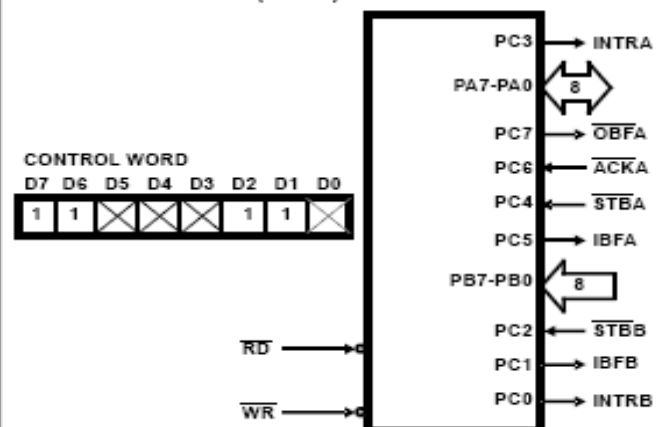 PC3 INTRA
PA7-PA0 8
PC7 OBFA
CONTROL WORD
PC6 ACKA
D7 D6 D5 D4 D3 D2 D1 D0
PC4 STBA
1 1 1 1
PC5 IBFA
PB7-PB0 8
PC2 STBB
RD
PC1 IBFB
PC0 INTRB
WR